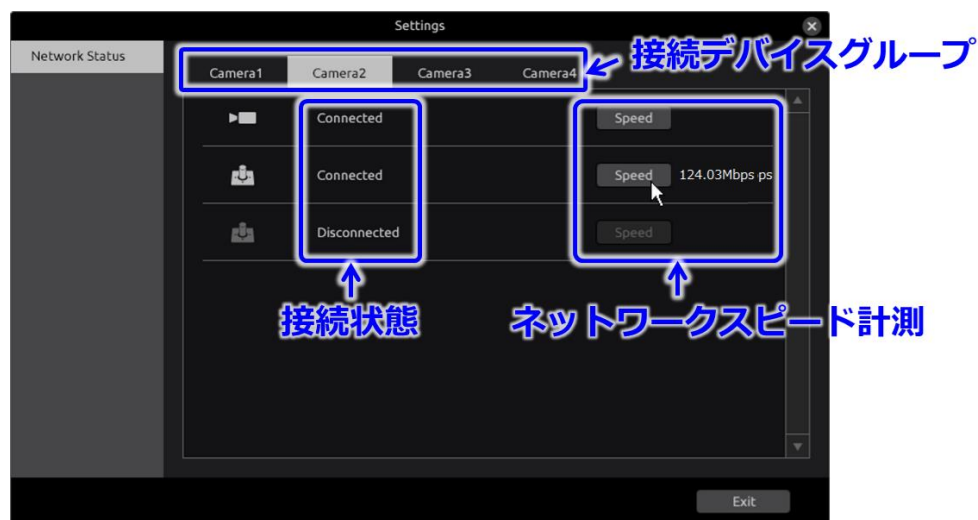 Settings
Network Status
接続デバイスグループ
Camera1 Camera2 Camera3 Camera4
Connected Speed
Connected Speed 124.03Mbps ps
Disconnected Speed
接続状態 ネットワークスピード計測
Exit